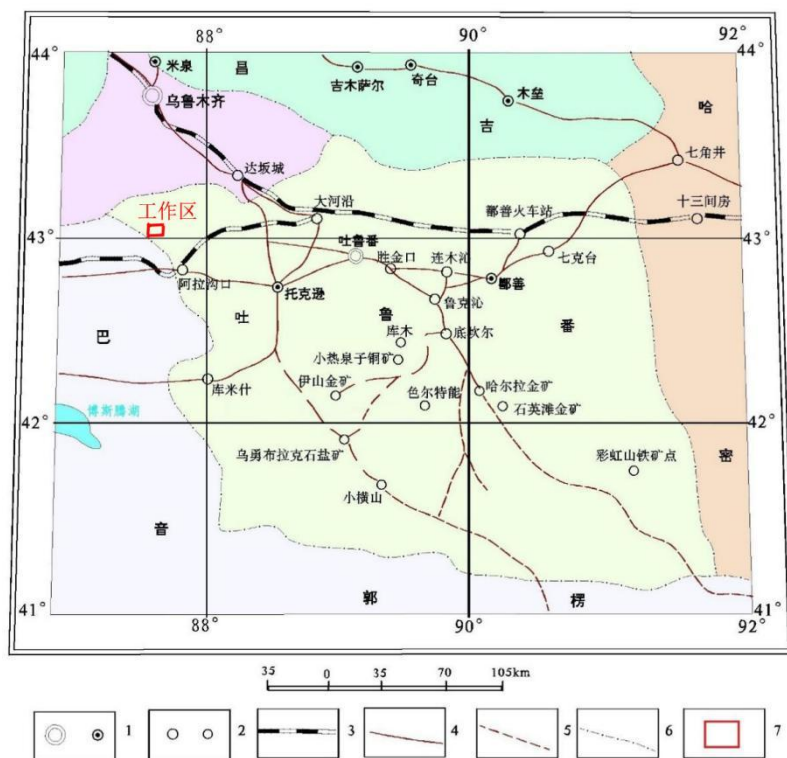 88°
90°
92°
44°
44°
米泉
昌
吉木萨尔
奇台
木垒
哈
乌鲁木齐
吉
七角井
达坂城
大河沿
鄯善火车站
十三间房
工作区
43°
43°
吐鲁番
胜金口
连木沁
七克台
阿拉沟口
托克逊
鄯善
鲁克沁
巴
吐
鲁
番
库木
底坎尔
小热泉子铜矿
库米什
伊山金矿
色尔特能
哈尔拉金矿
石英滩金矿
博斯腾湖
42°
42°
乌勇布拉克石盐矿
彩虹山铁矿点
密
小横山
音
郭
楞
41°
41°
88°
90°
92°
35 0 35 70 105km
1 2 3 4 5 6 7